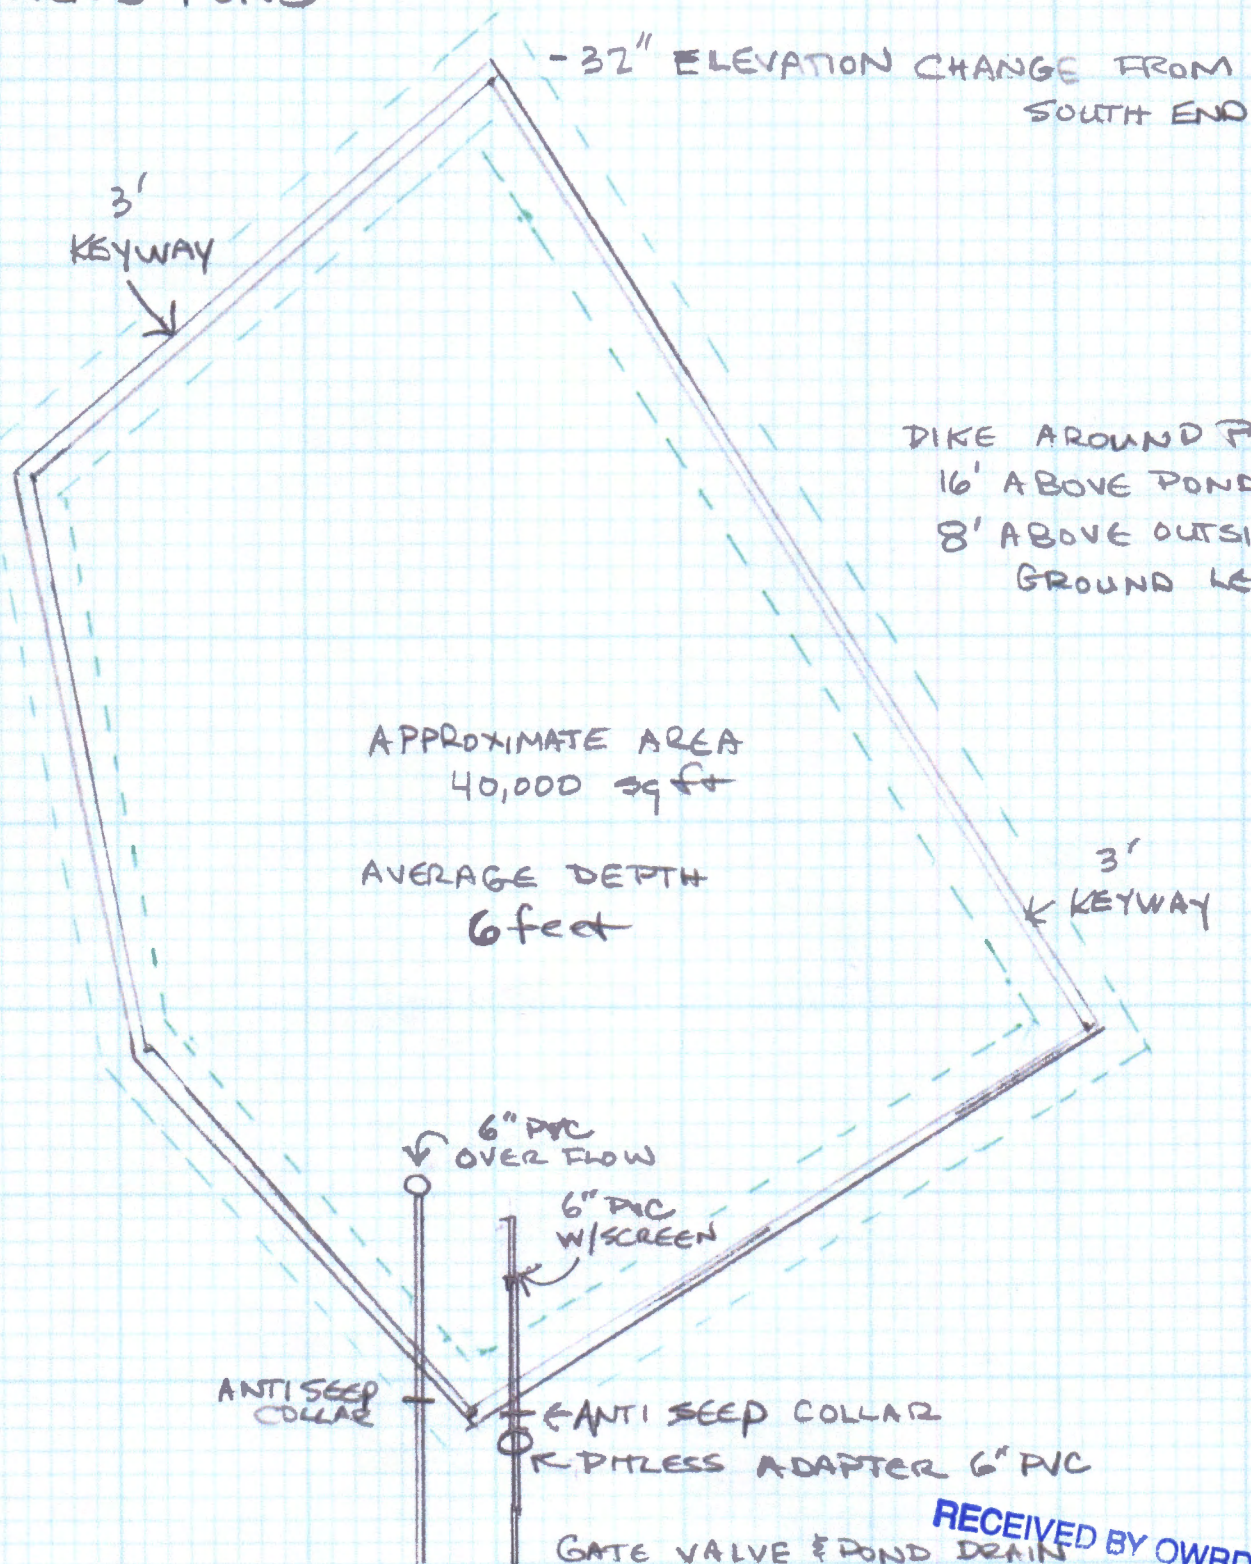 POND
-32" ELEVATION CHANGE FROM
SOUTH END
3'
KEYWAY
DIKE AROUND
16' ABOVE POND
8' ABOVE OUTSI
GROUND LE
APPROXIMATE AREA
40,000 sq ft
AVERAGE DEPTH
6 feet
3'
KEYWAY
6" PVC
OVER FLOW
6" PVC
W/SCREEN
ANTI SEEP
COLLAR
ANTI SEEP COLLAR
PITLESS ADAPTER 6" PVC
GATE VALVE & POND DRAIN
RECEIVED BY OWRD